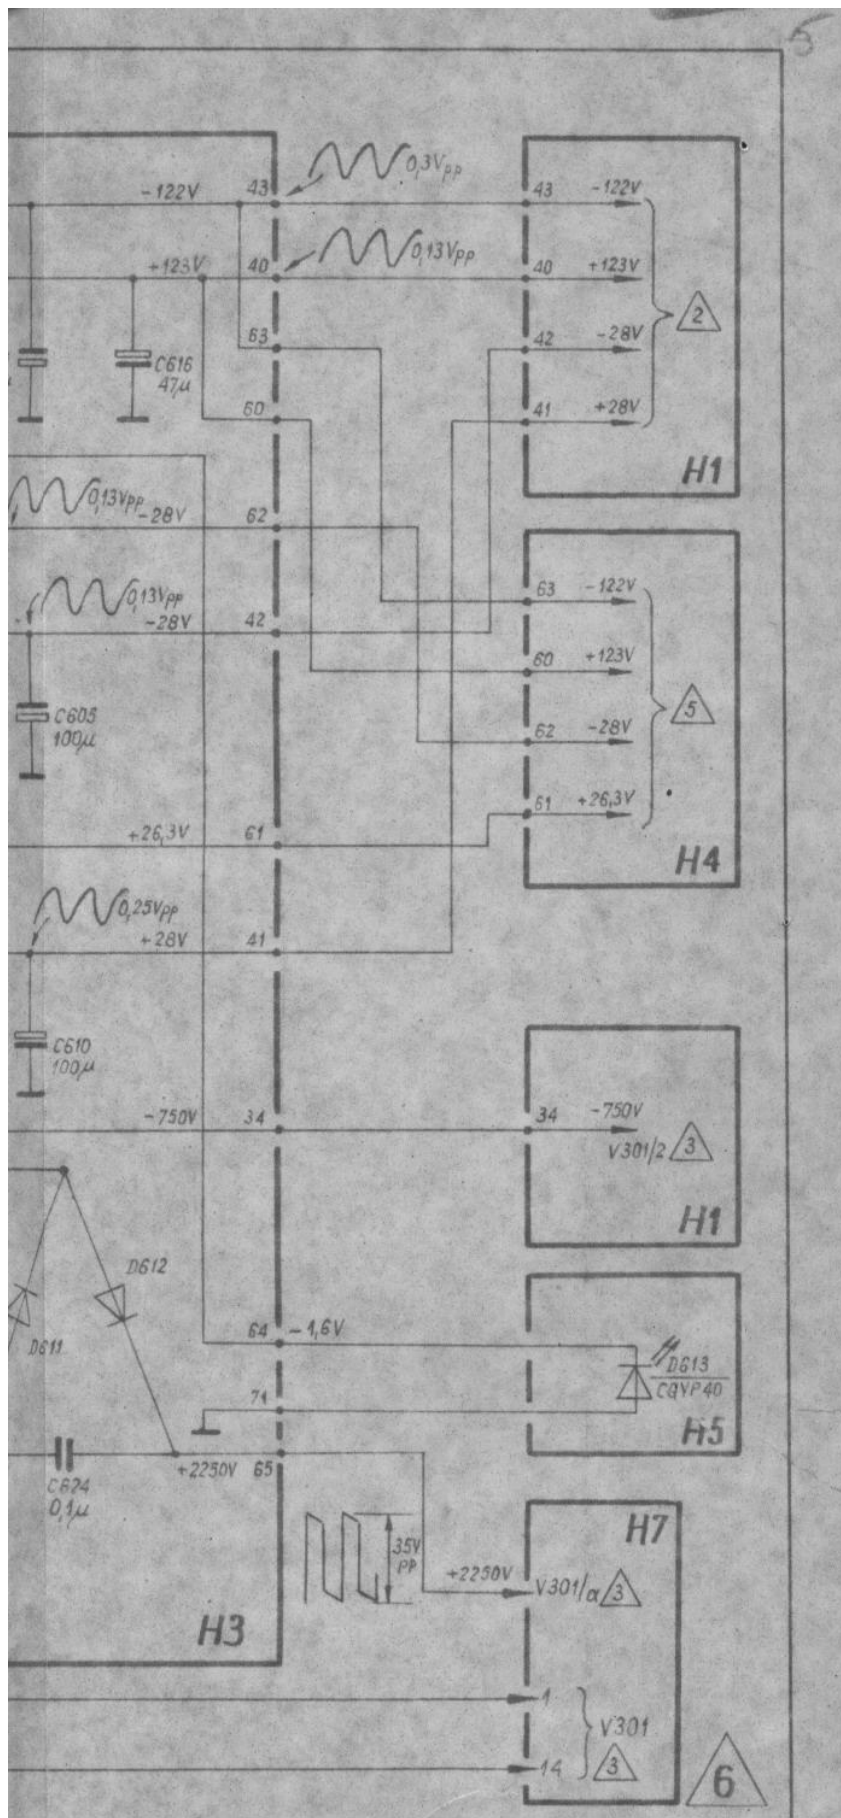 5
-122V 43 0,3Vpp 43 -122V
+123V 40 0,13Vpp 40 +123V
2
63 42 -28V
C616
47µ
60 41 +28V
H1
0,13Vpp -28V 62
63 -122V
0,13Vpp
-28V 42
60 +123V
5
C605
100µ
62 -28V
61 +26,3V
+26,3V 61
H4
0,25Vpp
+28V 41
C610
100µ
-750V 34 34 -750V
V301/2 3
H1
D612
D611
64 -1,6V
D613
CQYP40
71
H5
+2250V 65
C624
0,1µ
H7
35V
pp
+2250V V301/a 3
H3
1
V301
14 3
6